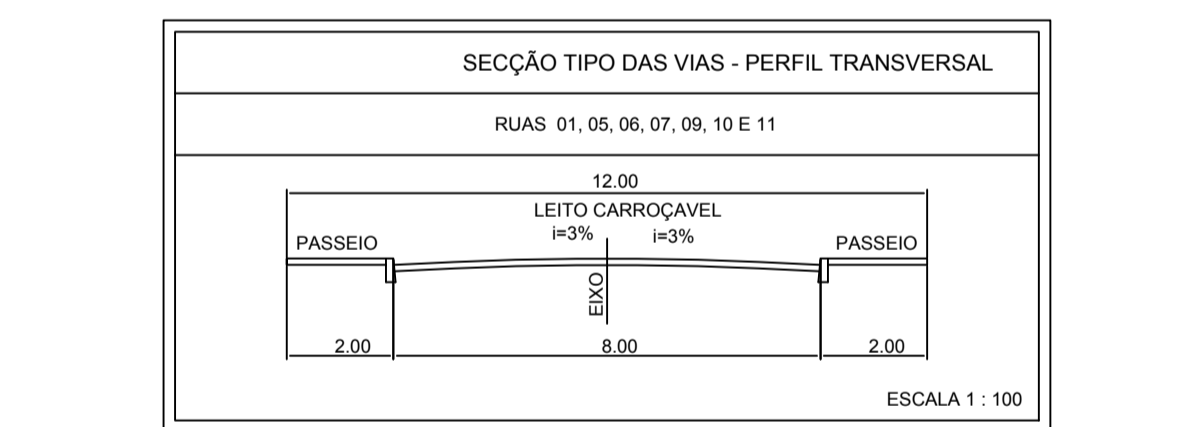 SECÇÃO TIPO DAS VIAS - PERFIL TRANSVERSAL
RUAS 01, 05, 06, 07, 09, 10 E 11
12.00
LEITO CARROÇAVEL
i=3% i=3%
PASSEIO PASSEIO
EIXO
2.00 8.00 2.00
ESCALA 1 : 100